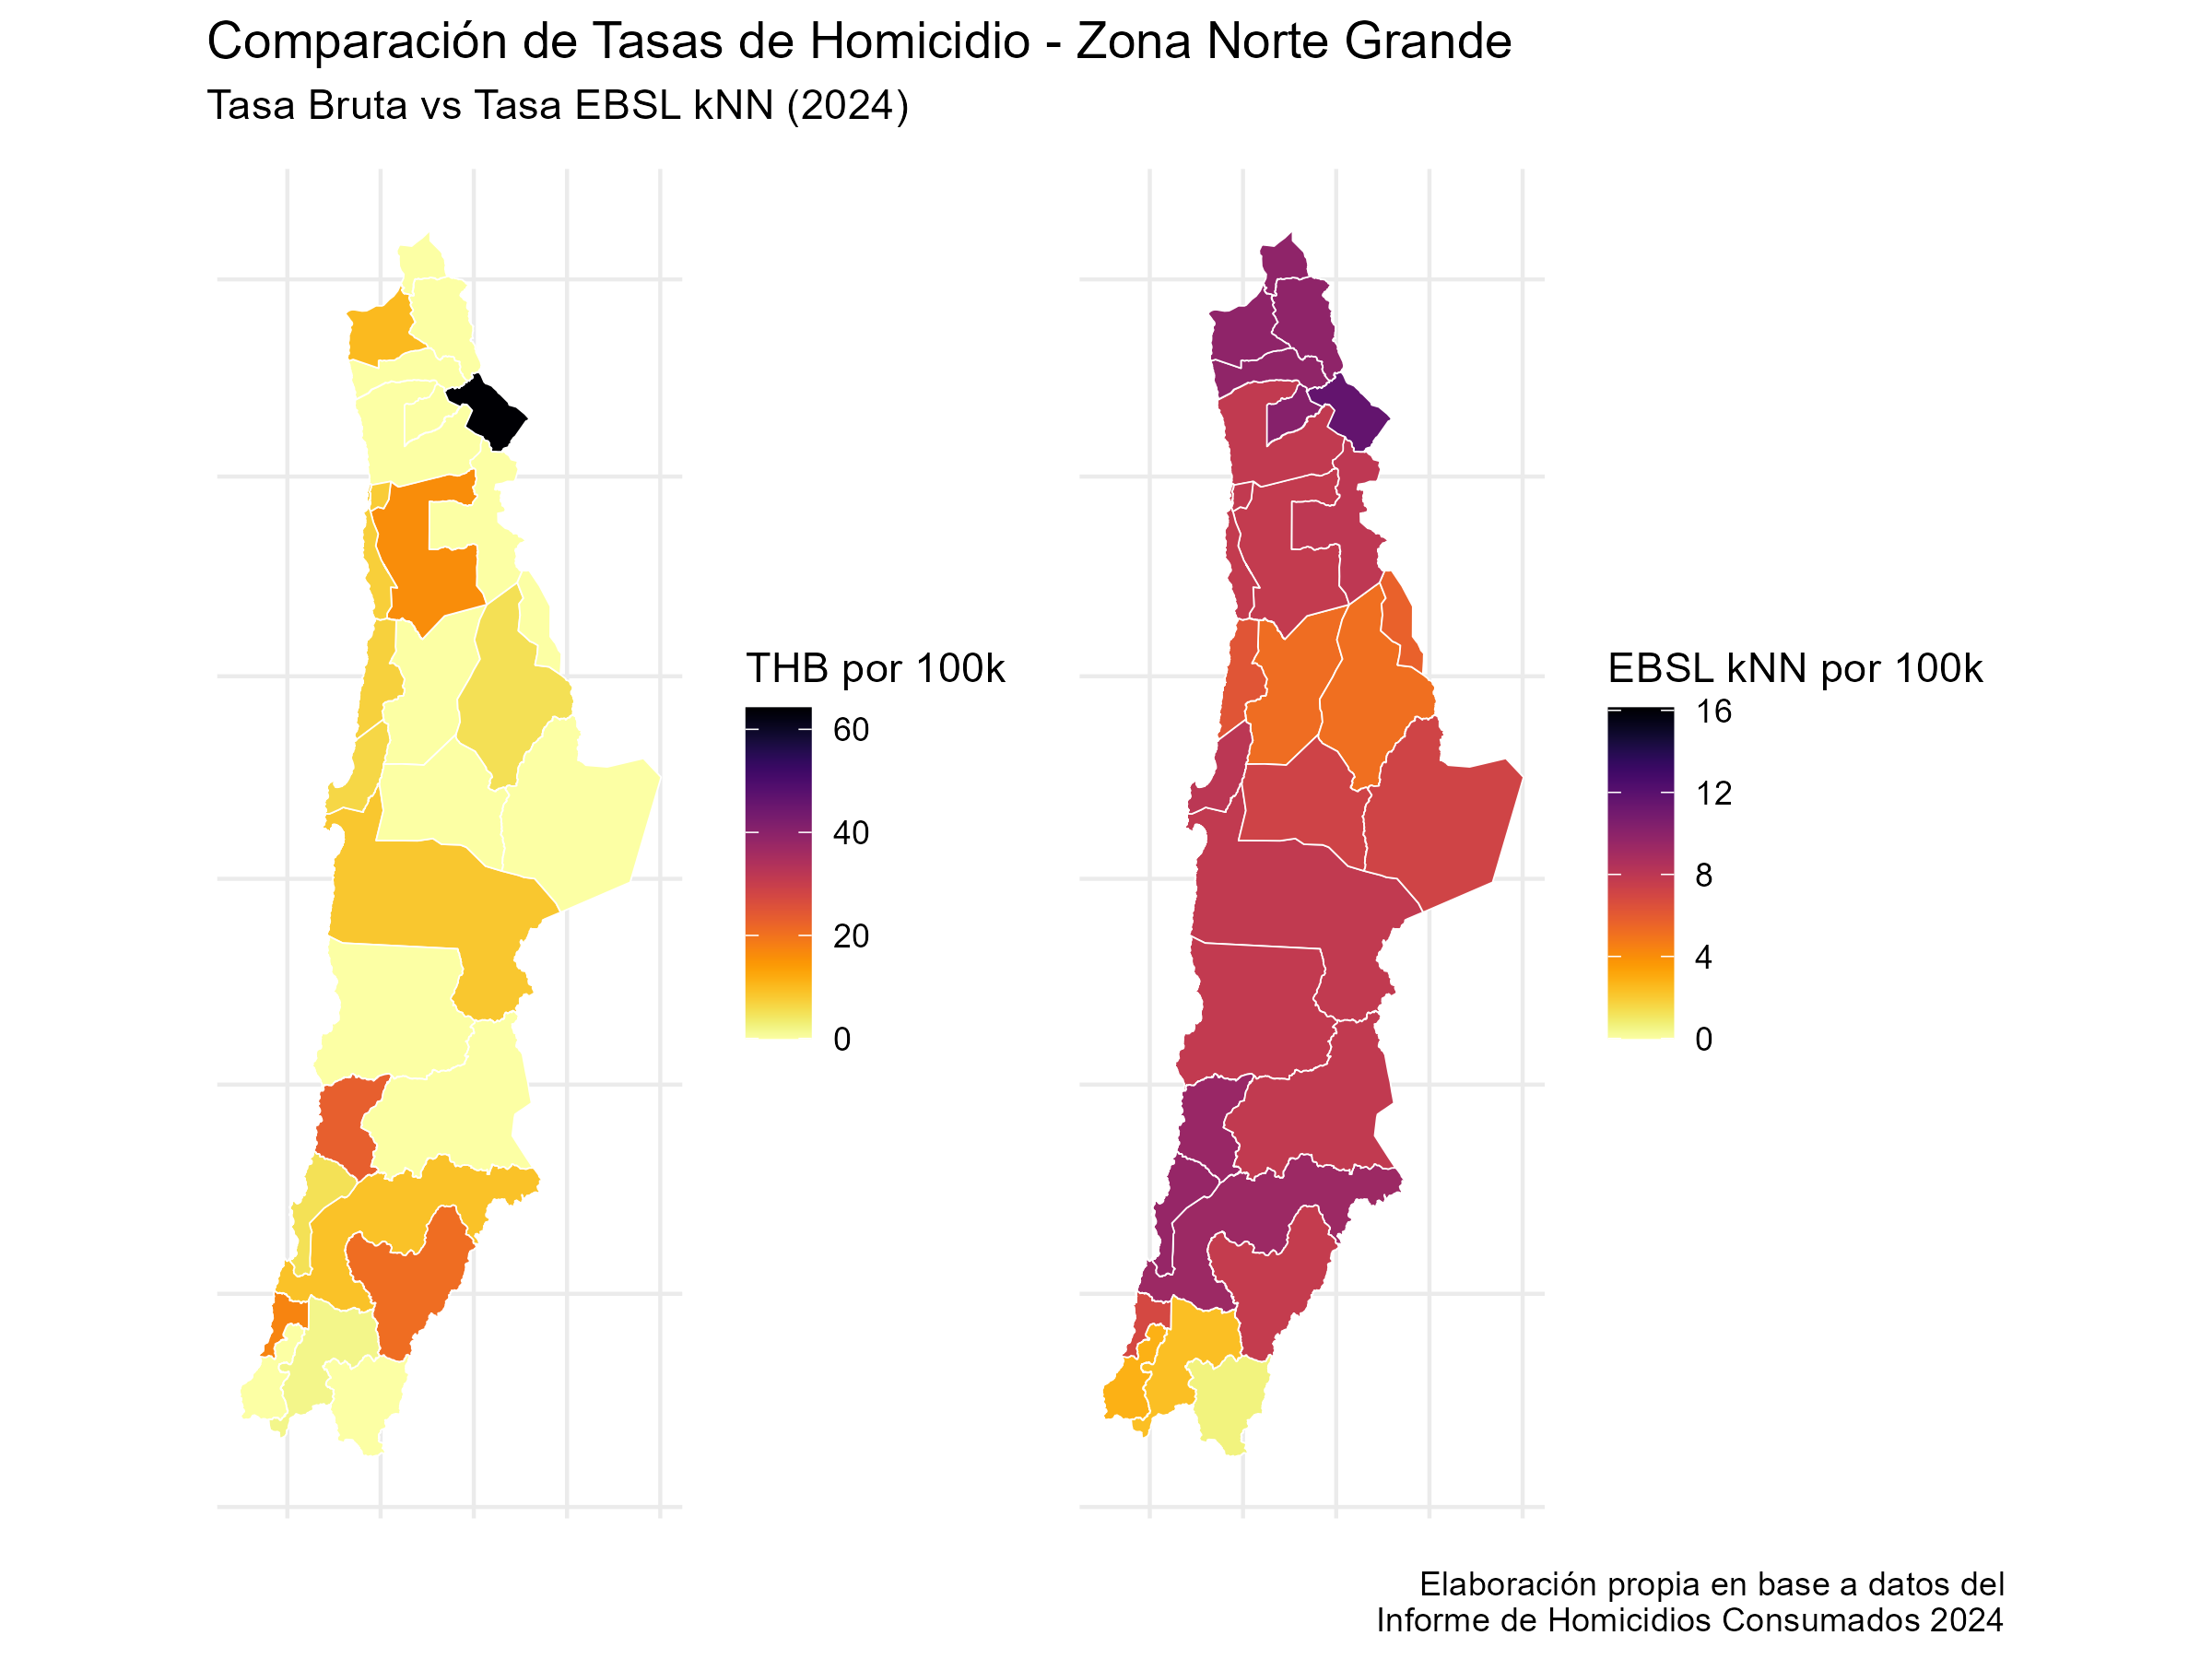 Comparación de Tasas de Homicidio - Zona Norte Grande
Tasa Bruta vs Tasa EBSL kNN (2024)
THB por 100k
60
40
20
0
EBSL kNN por 100k
16
12
8
4
0
Elaboración propia en base a datos del
Informe de Homicidios Consumados 2024